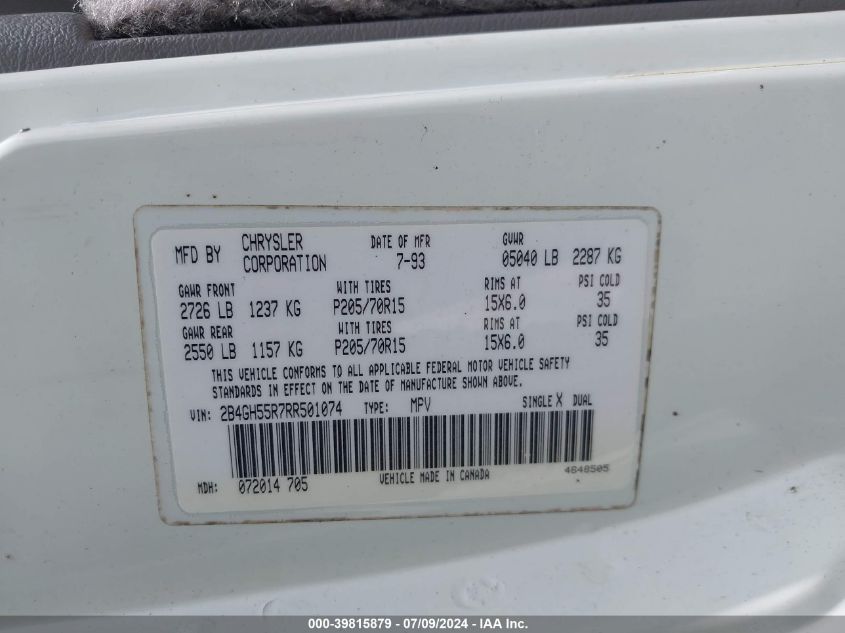 MFD BY CHRYSLER CORPORATION DATE OF MFR 7-93 GVWR 05040 LB 2287 KG
GAWR FRONT WITH TIRES RIMS AT PSI COLD
2726 LB 1237 KG P205/70R15 15X6.0 35
GAWR REAR WITH TIRES RIMS AT PSI COLD
2550 LB 1157 KG P205/70R15 15X6.0 35
THIS VEHICLE CONFORMS TO ALL APPLICABLE FEDERAL MOTOR VEHICLE SAFETY
STANDARDS IN EFFECT ON THE DATE OF MANUFACTURE SHOWN ABOVE.
VIN: 2B4GH55R7RR501074 TYPE: MPV SINGLE X DUAL
MDH: 072014 705 VEHICLE MADE IN CANADA 4648505
000-39815879 - 07/09/2024 - IAA Inc.